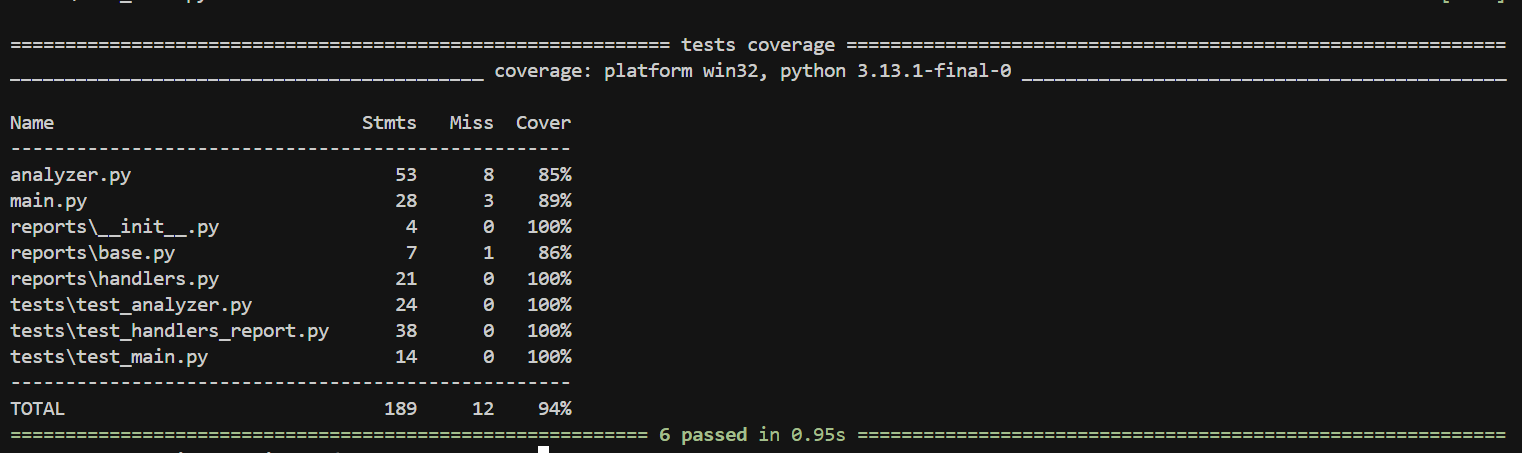 ============================================================ tests coverage ============================================================
___________________________________________ coverage: platform win32, python 3.13.1-final-0 ____________________________________________
Name                                Stmts   Miss  Cover
---------------------------------------------------
analyzer.py                            53      8    85%
main.py                                28      3    89%
reports\__init__.py                     4      0   100%
reports\base.py                         7      1    86%
reports\handlers.py                    21      0   100%
tests\test_analyzer.py                 24      0   100%
tests\test_handlers_report.py          38      0   100%
tests\test_main.py                     14      0   100%
---------------------------------------------------
TOTAL                                 189     12    94%
========================================================== 6 passed in 0.95s ===========================================================